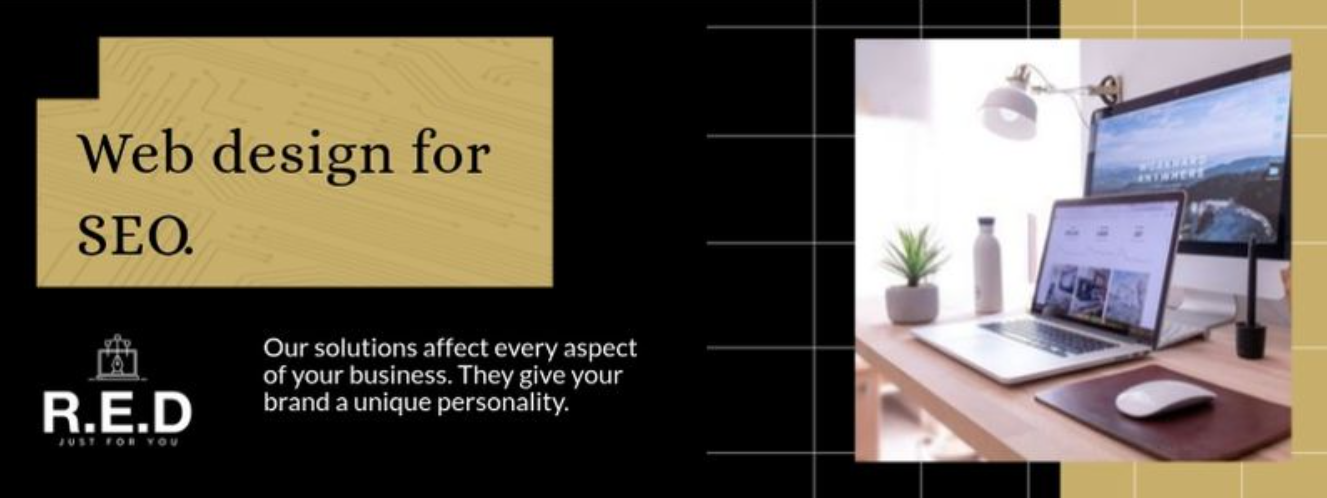 Web design for
SEO.
R.E.D
JUST FOR YOU
Our solutions affect every aspect
of your business. They give your
brand a unique personality.
ANYWHERE